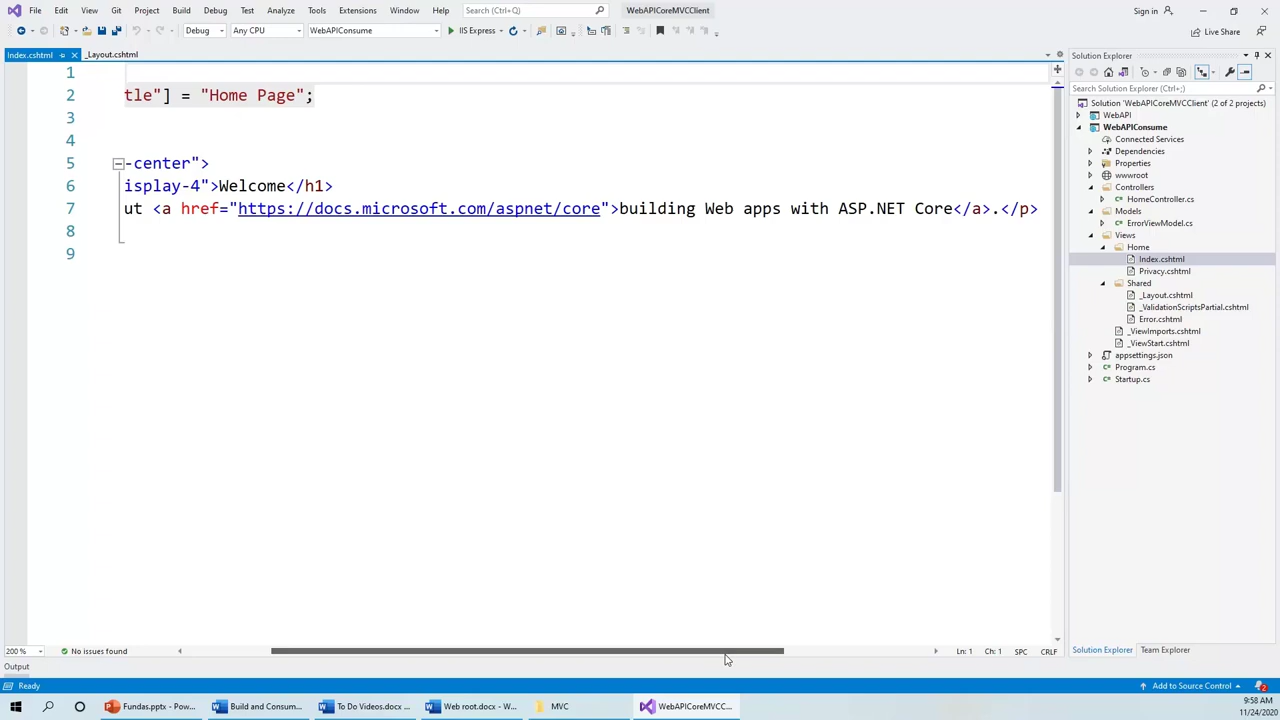 File Edit View Git Project Build Debug Test Analyze Tools Extensions Window Help Search (Ctrl+Q) WebAPICoreMVCClient Sign in
Debug Any CPU WebAPIConsume IIS Express Live Share
Index.cshtml _Layout.cshtml
1
2 tle"] = "Home Page";
3
4
5 -center">
6 isplay-4">Welcome</h1>
7 ut <a href="https://docs.microsoft.com/aspnet/core">building Web apps with ASP.NET Core</a>.</p>
8
9
200 % No issues found Ln: 1 Ch: 1 SPC CRLF
Output
Solution Explorer
Search Solution Explorer (Ctrl+;)
Solution 'WebAPICoreMVCClient' (2 of 2 projects)
WebAPI
WebAPIConsume
Connected Services
Dependencies
Properties
wwwroot
Controllers
HomeController.cs
Models
ErrorViewModel.cs
Views
Home
Index.cshtml
Privacy.cshtml
Shared
_Layout.cshtml
_ValidationScriptsPartial.cshtml
Error.cshtml
_ViewImports.cshtml
_ViewStart.cshtml
appsettings.json
Program.cs
Startup.cs
Solution Explorer Team Explorer
Ready Add to Source Control 2
Fundas.pptx - Pow... Build and Consum... To Do Videos.docx ... Web root.docx - W... MVC WebAPICoreMVCC...
9:58 AM
11/24/2020